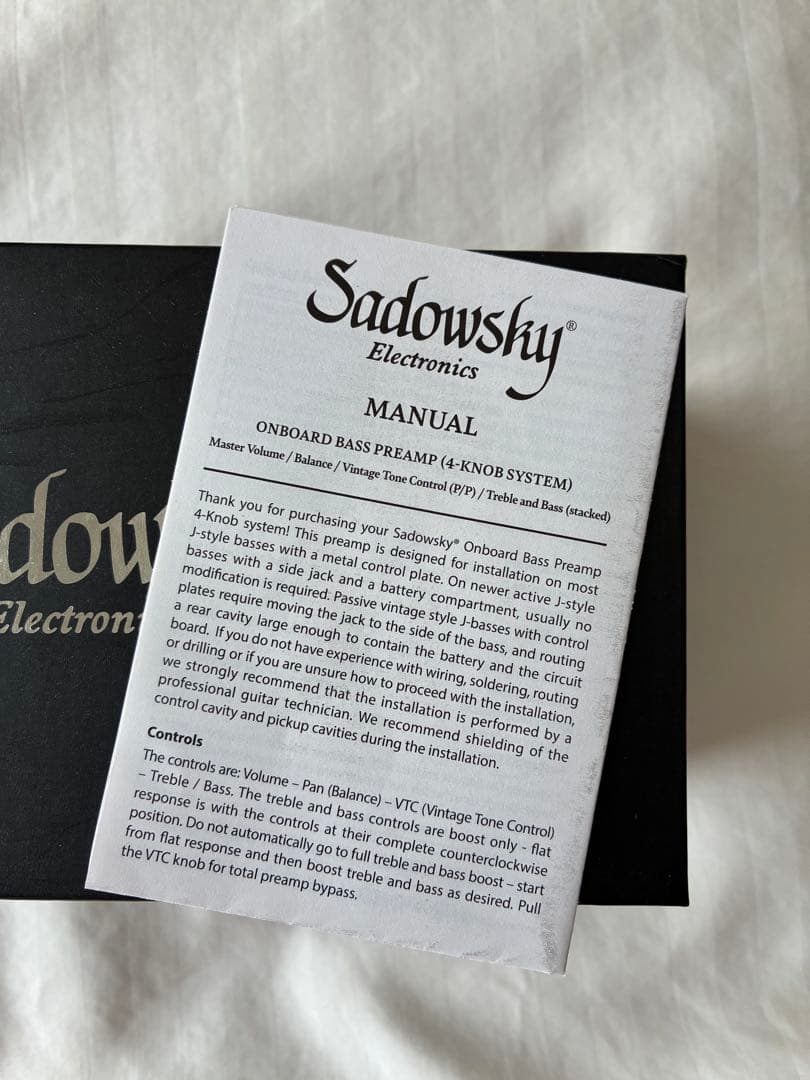 Sadowsky®
Electronics
MANUAL
ONBOARD BASS PREAMP (4-KNOB SYSTEM)
Master Volume / Balance / Vintage Tone Control (P/P) / Treble and Bass (stacked)
Thank you for purchasing your Sadowsky® Onboard Bass Preamp
4-Knob system! This preamp is designed for installation on most
J-style basses with a metal control plate. On newer active J-style
basses with a side jack and a battery compartment, usually no
modification is required. Passive vintage style J-basses with control
plates require moving the jack to the side of the bass, and routing
a rear cavity large enough to contain the battery and the circuit
board. If you do not have experience with wiring, soldering, routing
or drilling or if you are unsure how to proceed with the installation,
we strongly recommend that the installation is performed by a
professional guitar technician. We recommend shielding of the
control cavity and pickup cavities during the installation.
Controls
The controls are: Volume – Pan (Balance) – VTC (Vintage Tone Control)
– Treble / Bass. The treble and bass controls are boost only - flat
response is with the controls at their complete counterclockwise
position. Do not automatically go to full treble and bass boost – start
from flat response and then boost treble and bass as desired. Pull
the VTC knob for total preamp bypass.
dow
Electron